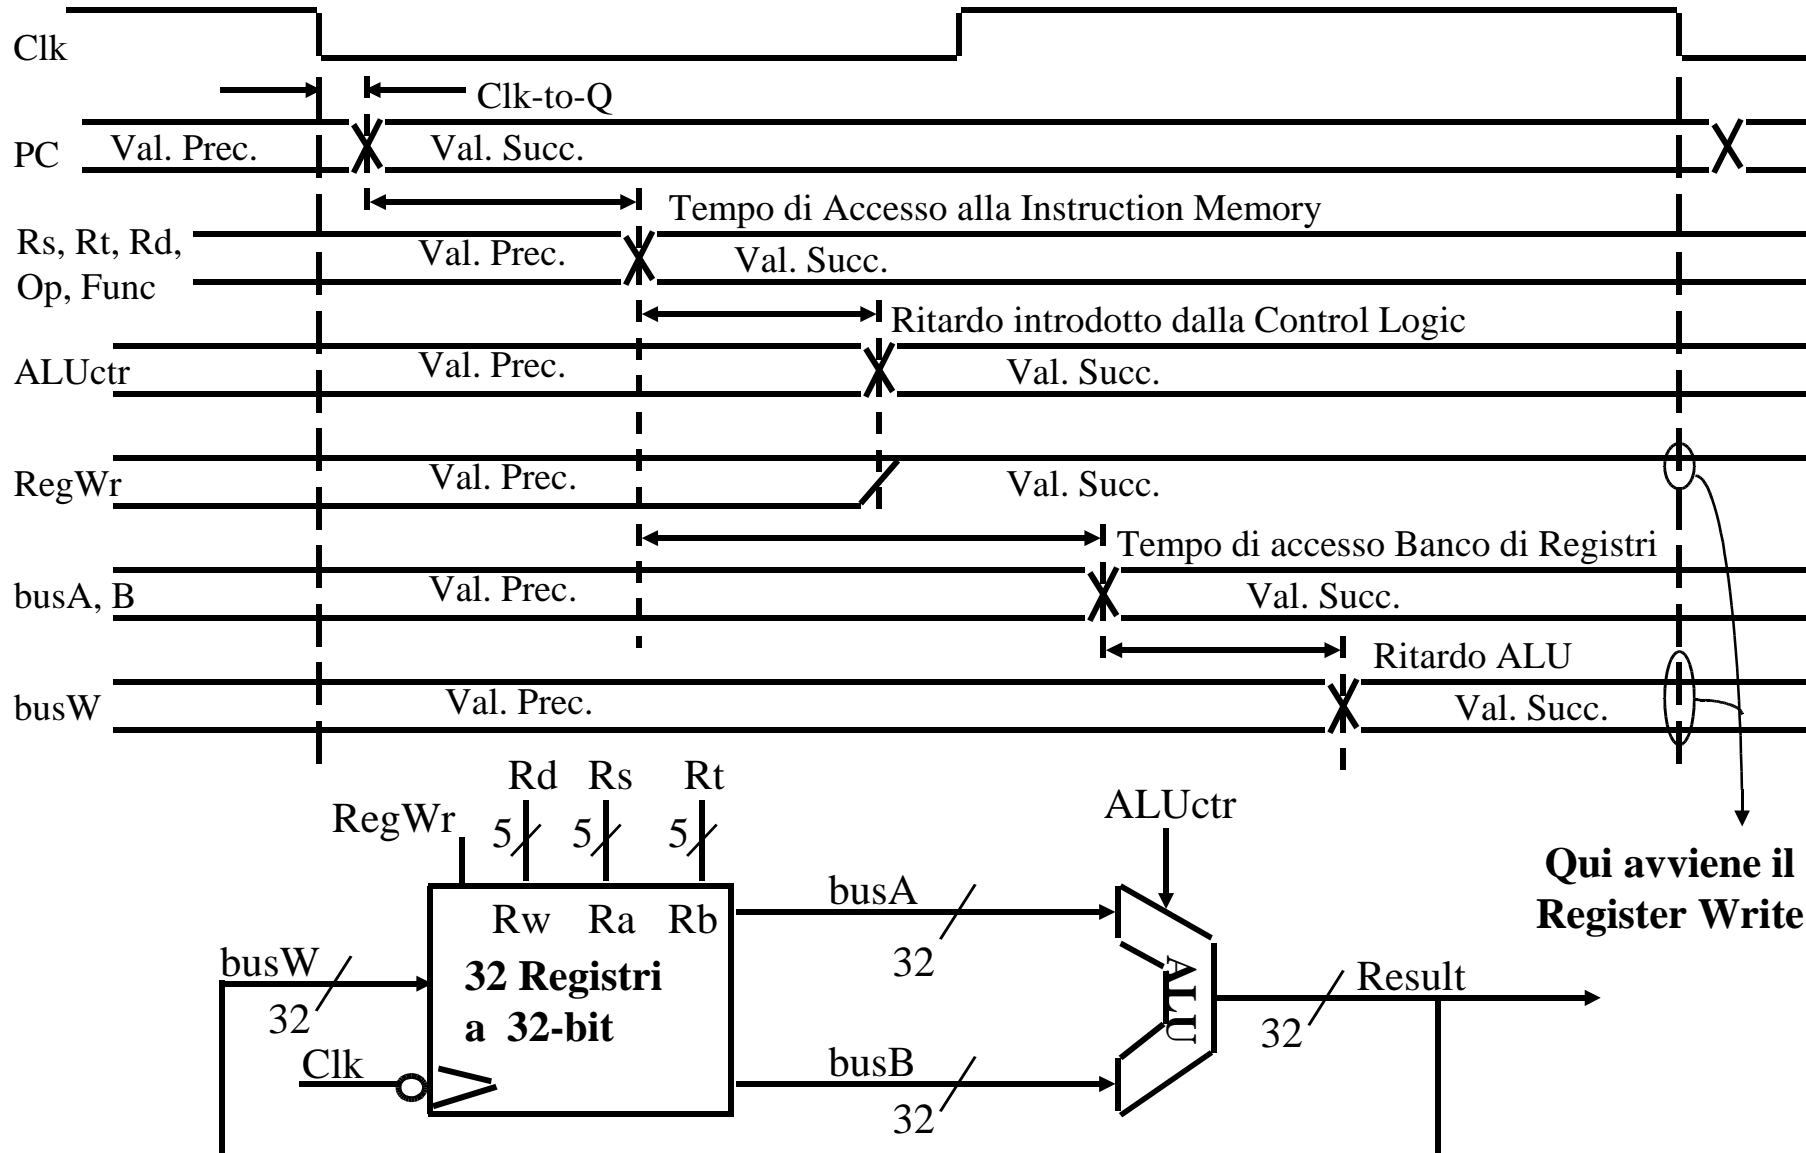 Clk
Clk-to-Q
PC
Val. Prec.
Val. Succ.
Tempo di Accesso alla Instruction Memory
Rs, Rt, Rd,
Op, Func
Val. Prec.
Val. Succ.
Ritardo introdotto dalla Control Logic
ALUctr
Val. Prec.
Val. Succ.
RegWr
Val. Prec.
Val. Succ.
Tempo di accesso Banco di Registri
busA, B
Val. Prec.
Val. Succ.
Ritardo ALU
busW
Val. Prec.
Val. Succ.
Rd Rs Rt
RegWr
5 5 5
ALUctr
Qui avviene il
Register Write
Rw Ra Rb
busA
32
busW
32
32 Registri
a 32-bit
Clk
ALU
Result
32
busB
32